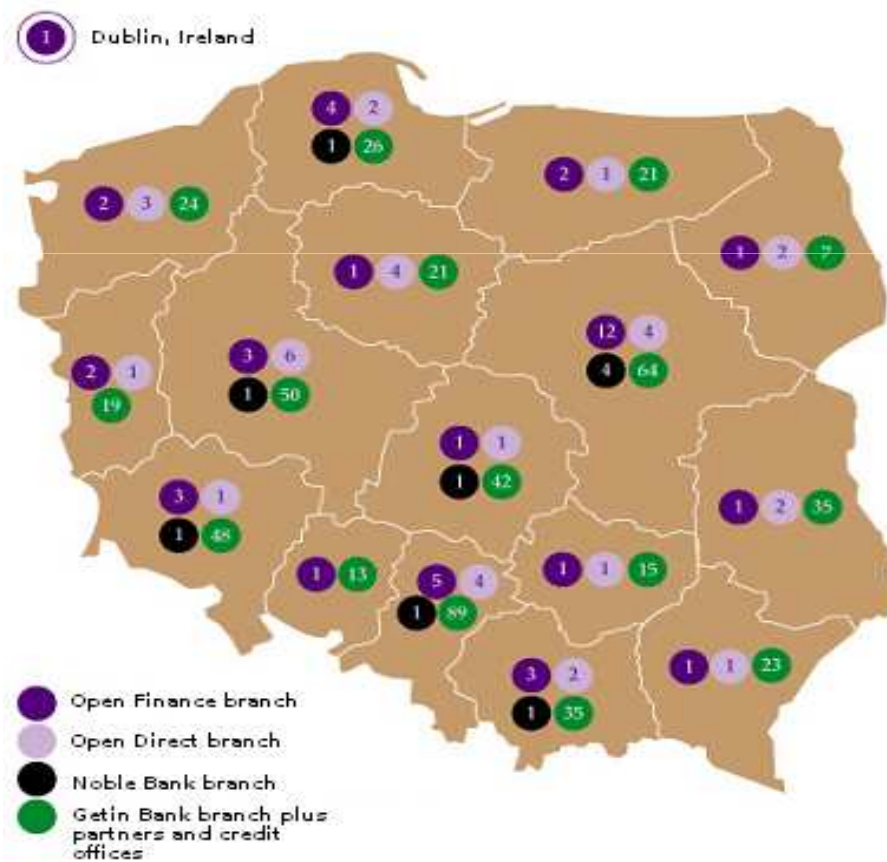 1 Dublin, Ireland
4 2
1 26
2 1 21
2 3 24
1 2 7
1 4 21
12 4
4 64
3 6
1 50
2 1
19
1 1
1 42
3 1
1 48
1 2 35
1 13
5 4
1 89
1 1 15
3 2
1 35
1 1 23
Open Finance branch
Open Direct branch
Noble Bank branch
Getin Bank branch plus
partners and credit
offices